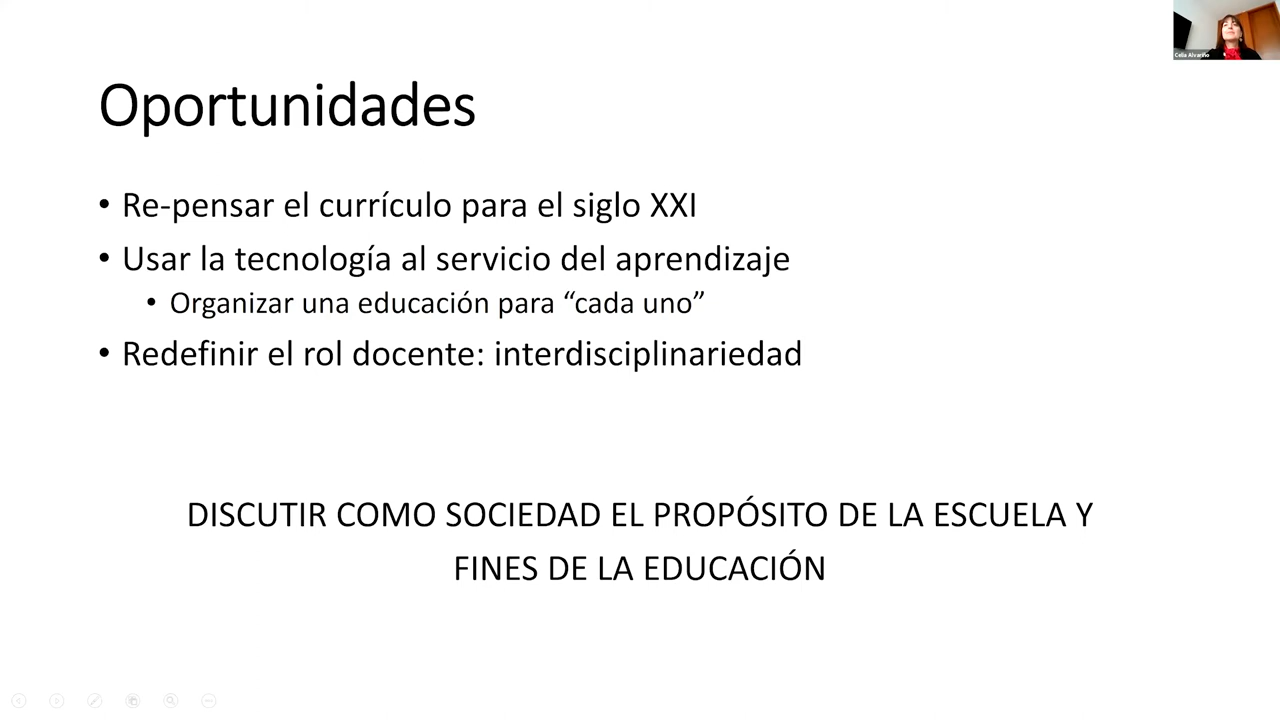 Celia Alvariño
Oportunidades
• Re-pensar el currículo para el siglo XXI
• Usar la tecnología al servicio del aprendizaje
• Organizar una educación para “cada uno”
• Redefinir el rol docente: interdisciplinariedad
DISCUTIR COMO SOCIEDAD EL PROPÓSITO DE LA ESCUELA Y
FINES DE LA EDUCACIÓN